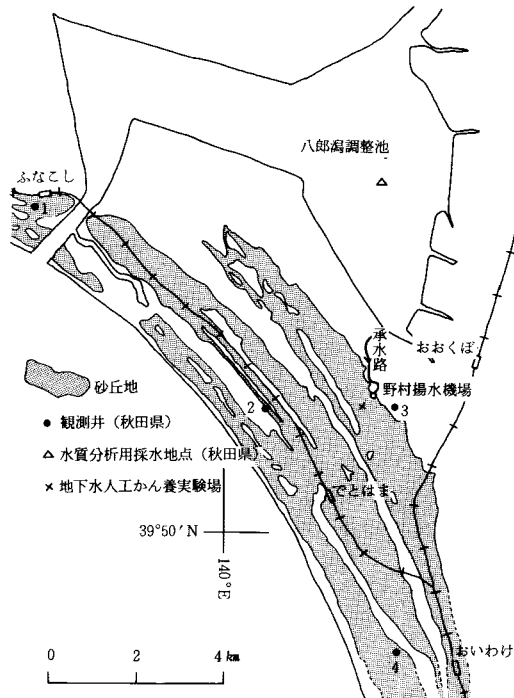 八郎潟調整池
ふなこし
1
承水路
おおくぼ
野村揚水機場
砂丘地
2
3
● 観測井 (秋田県)
△ 水質分析用採水地点 (秋田県)
× 地下水人工かん養実験場
でとはま
39°50′N
140°E
0 2 4 km
4
おいわけ